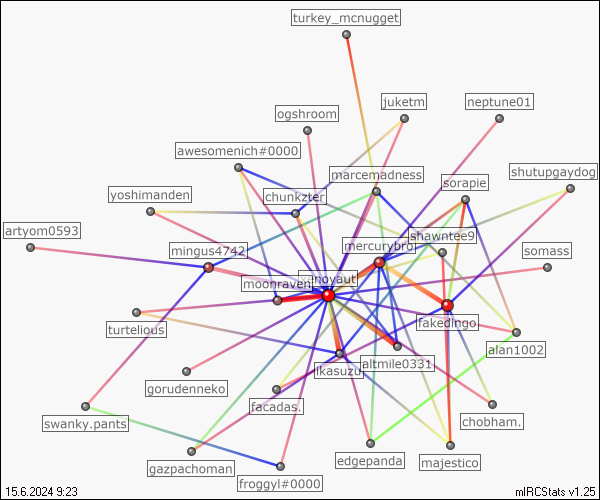 turkey_mcnugget
juketm
neptune01
ogshroom
awesomenich#0000
marcemadness
shutupgaydog
sorapie
yoshimanden
chunkzter
artyom0593
shawntee9
mingus4742
mercurybro
somass
moonraven
turtelious
fakedingo
alan1002
ikasuzu
altmile0331
gorudenneko
facadas.
chobham.
swanky.pants
gazpachoman
edgepanda
majestico
froggyl#0000
15.6.2024 9:23
mIRCStats v1.25